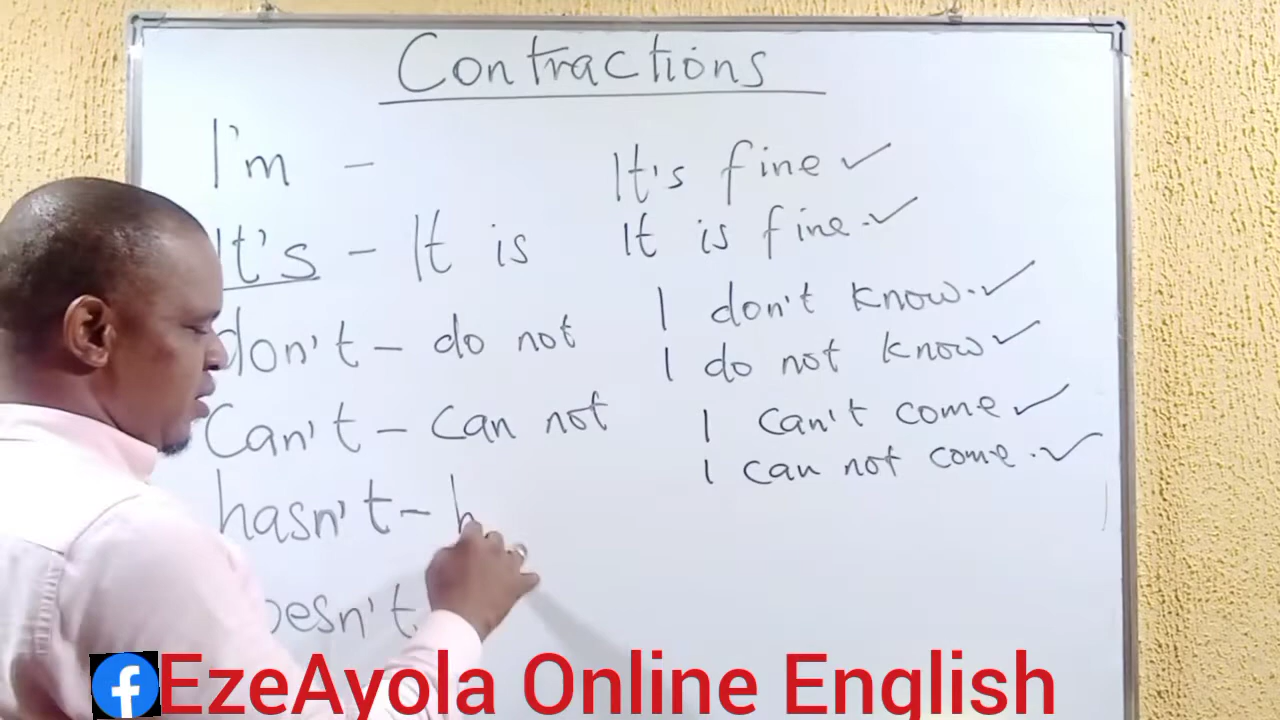 Contractions
I'm -
It's - It is
don't - do not
Can't - can not
hasn't - h
oesn't
It's fine ✓
It is fine. ✓
I don't know. ✓
I do not know ✓
I can't come ✓
I can not come. ✓
EzeAyola Online English